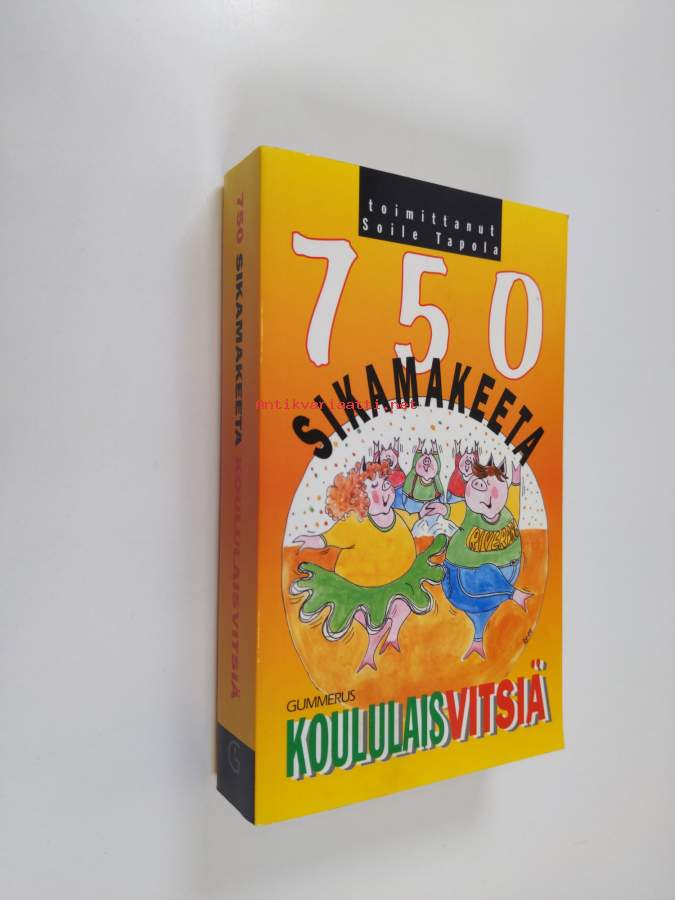 toimittanut
Soile Tapola
750
SIKAMAKEETA
antikvariaatti.net
GUMMERUS
KOULULAISVITSIÄ
750 SIKAMAKEETA KOULULAISVITSIÄ
G